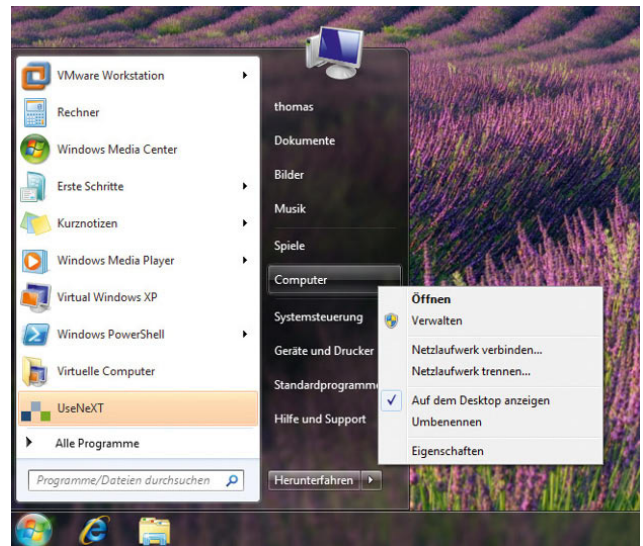 VMware Workstation
Rechner
Windows Media Center
Erste Schritte
Kurznotizen
Windows Media Player
Virtual Windows XP
Windows PowerShell
Virtuelle Computer
UseNeXT
Alle Programme
Programme/Dateien durchsuchen
thomas
Dokumente
Bilder
Musik
Spiele
Computer
Systemsteuerung
Geräte und Drucker
Standardprogramme
Hilfe und Support
Herunterfahren
Öffnen
Verwalten
Netzlaufwerk verbinden...
Netzlaufwerk trennen...
Auf dem Desktop anzeigen
Umbenennen
Eigenschaften